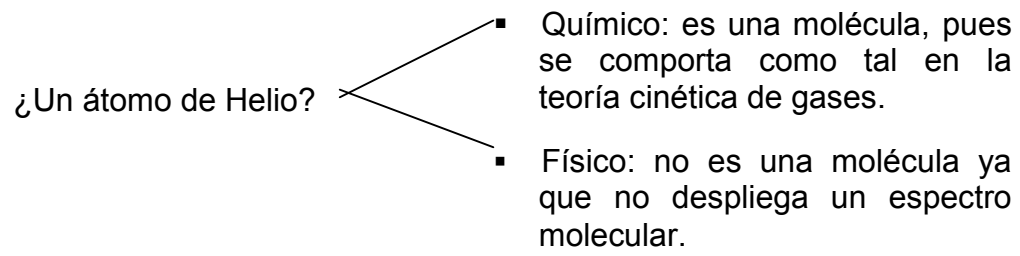 ¿Un átomo de Helio?
▪ Químico: es una molécula, pues
se comporta como tal en la
teoría cinética de gases.
▪ Físico: no es una molécula ya
que no despliega un espectro
molecular.